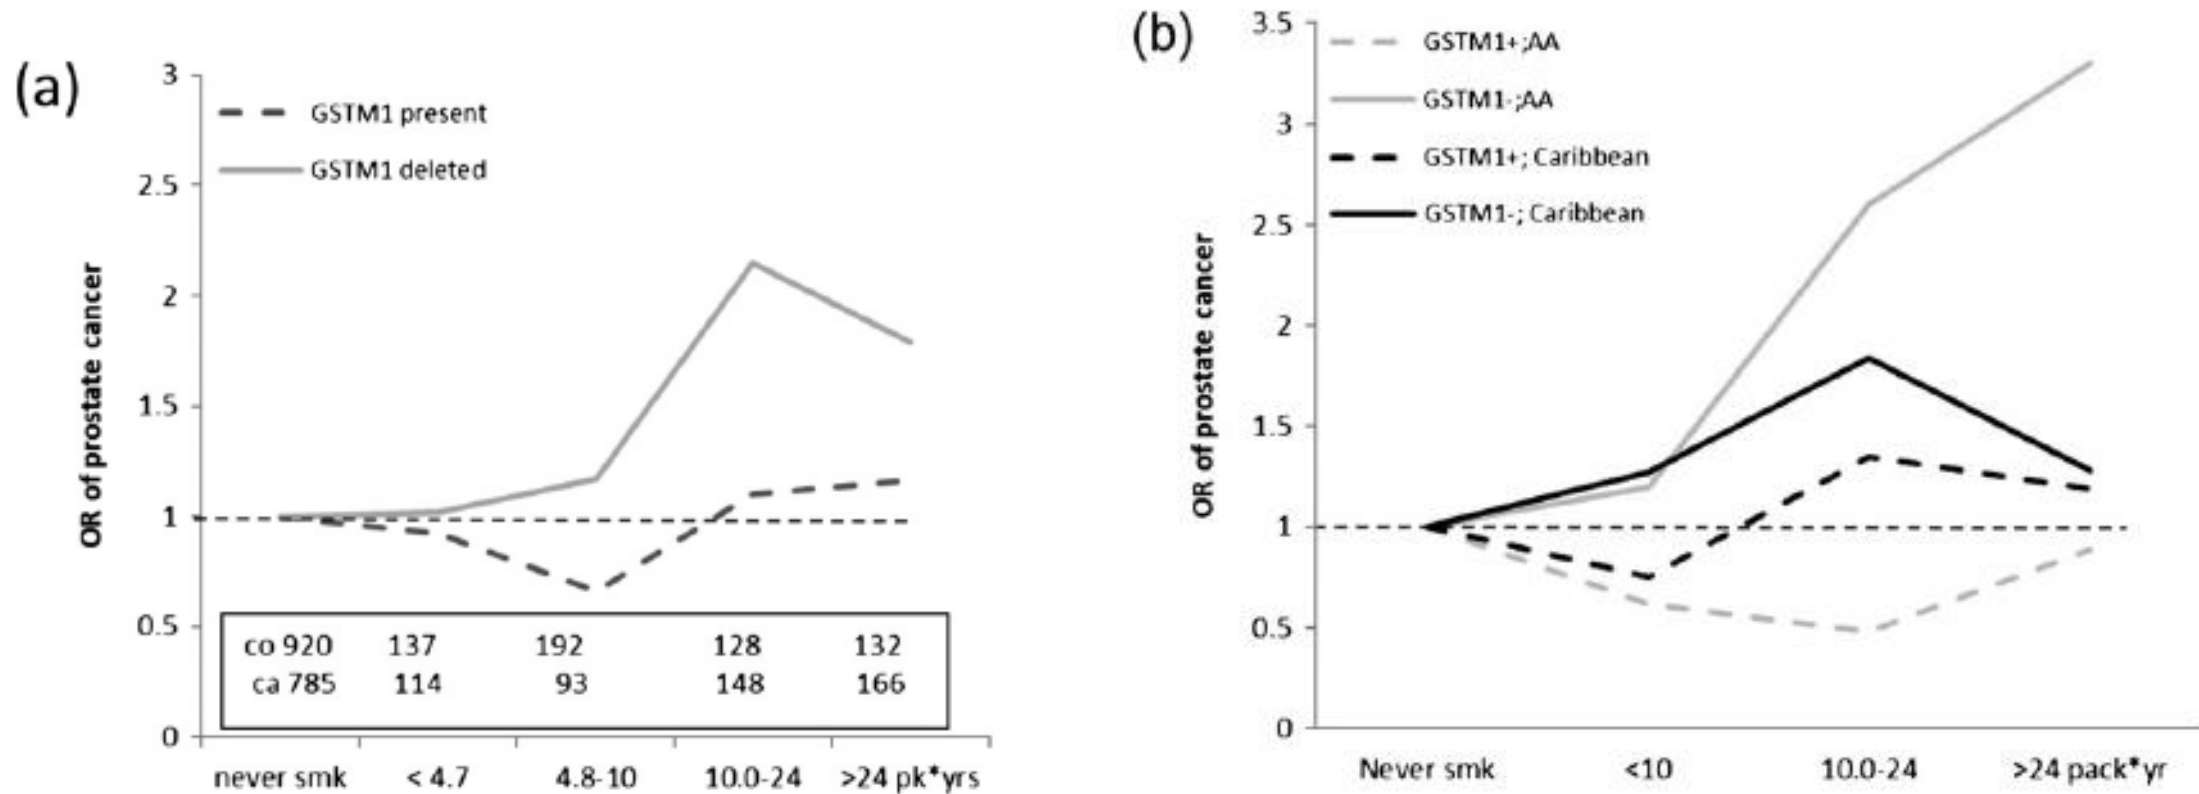 (a)
3
2.5
2
1.5
1
0.5
0
OR of prostate cancer
GSTM1 present
GSTM1 deleted
co 920 137 192 128 132
ca 785 114 93 148 166
never smk < 4.7 4.8-10 10.0-24 >24 pk*yrs
(b)
3.5
3
2.5
2
1.5
1
0.5
0
OR of prostate cancer
GSTM1+;AA
GSTM1-;AA
GSTM1+; Caribbean
GSTM1-; Caribbean
Never smk <10 10.0-24 >24 pack*yr